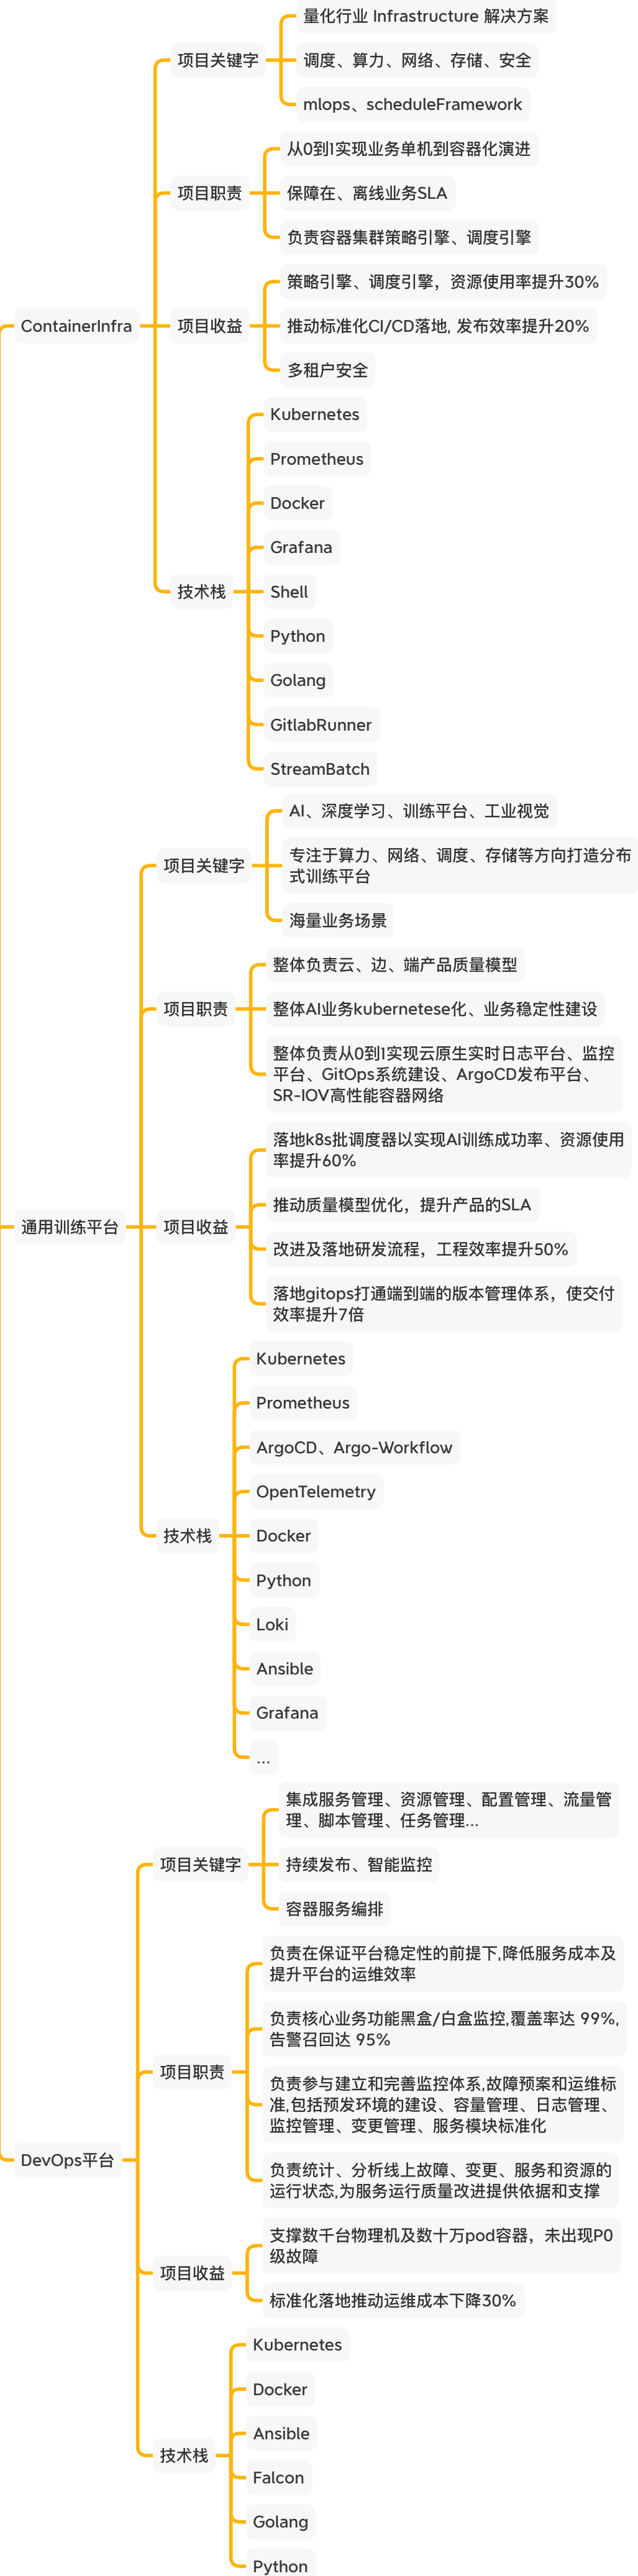 量化行业 Infrastructure 解决方案
项目关键字
调度、算力、网络、存储、安全
mlops、scheduleFramework
从0到1实现业务单机到容器化演进
项目职责
保障在、离线业务SLA
负责容器集群策略引擎、调度引擎
策略引擎、调度引擎，资源使用率提升30%
ContainerInfra
项目收益
推动标准化CI/CD落地, 发布效率提升20%
多租户安全
Kubernetes
Prometheus
Docker
Grafana
技术栈
Shell
Python
Golang
GitlabRunner
StreamBatch
AI、深度学习、训练平台、工业视觉
项目关键字
专注于算力、网络、调度、存储等方向打造分布
式训练平台
海量业务场景
整体负责云、边、端产品质量模型
项目职责
整体AI业务kubernetese化、业务稳定性建设
整体负责从0到1实现云原生实时日志平台、监控
平台、GitOps系统建设、ArgoCD发布平台、
SR-IOV高性能容器网络
落地k8s批调度器以实现AI训练成功率、资源使用
率提升60%
推动质量模型优化，提升产品的SLA
通用训练平台
项目收益
改进及落地研发流程，工程效率提升50%
落地gitops打通端到端的版本管理体系，使交付
效率提升7倍
Kubernetes
Prometheus
ArgoCD、Argo-Workflow
OpenTelemetry
技术栈
Docker
Python
Loki
Ansible
Grafana
...
集成服务管理、资源管理、配置管理、流量管
理、脚本管理、任务管理...
项目关键字
持续发布、智能监控
容器服务编排
负责在保证平台稳定性的前提下,降低服务成本及
提升平台的运维效率
负责核心业务功能黑盒/白盒监控,覆盖率达 99%,
告警召回达 95%
项目职责
负责参与建立和完善监控体系,故障预案和运维标
准,包括预发环境的建设、容量管理、日志管理、
监控管理、变更管理、服务模块标准化
DevOps平台
负责统计、分析线上故障、变更、服务和资源的
运行状态,为服务运行质量改进提供依据和支撑
支撑数千台物理机及数十万pod容器，未出现P0
级故障
项目收益
标准化落地推动运维成本下降30%
Kubernetes
Docker
Ansible
技术栈
Falcon
Golang
Python